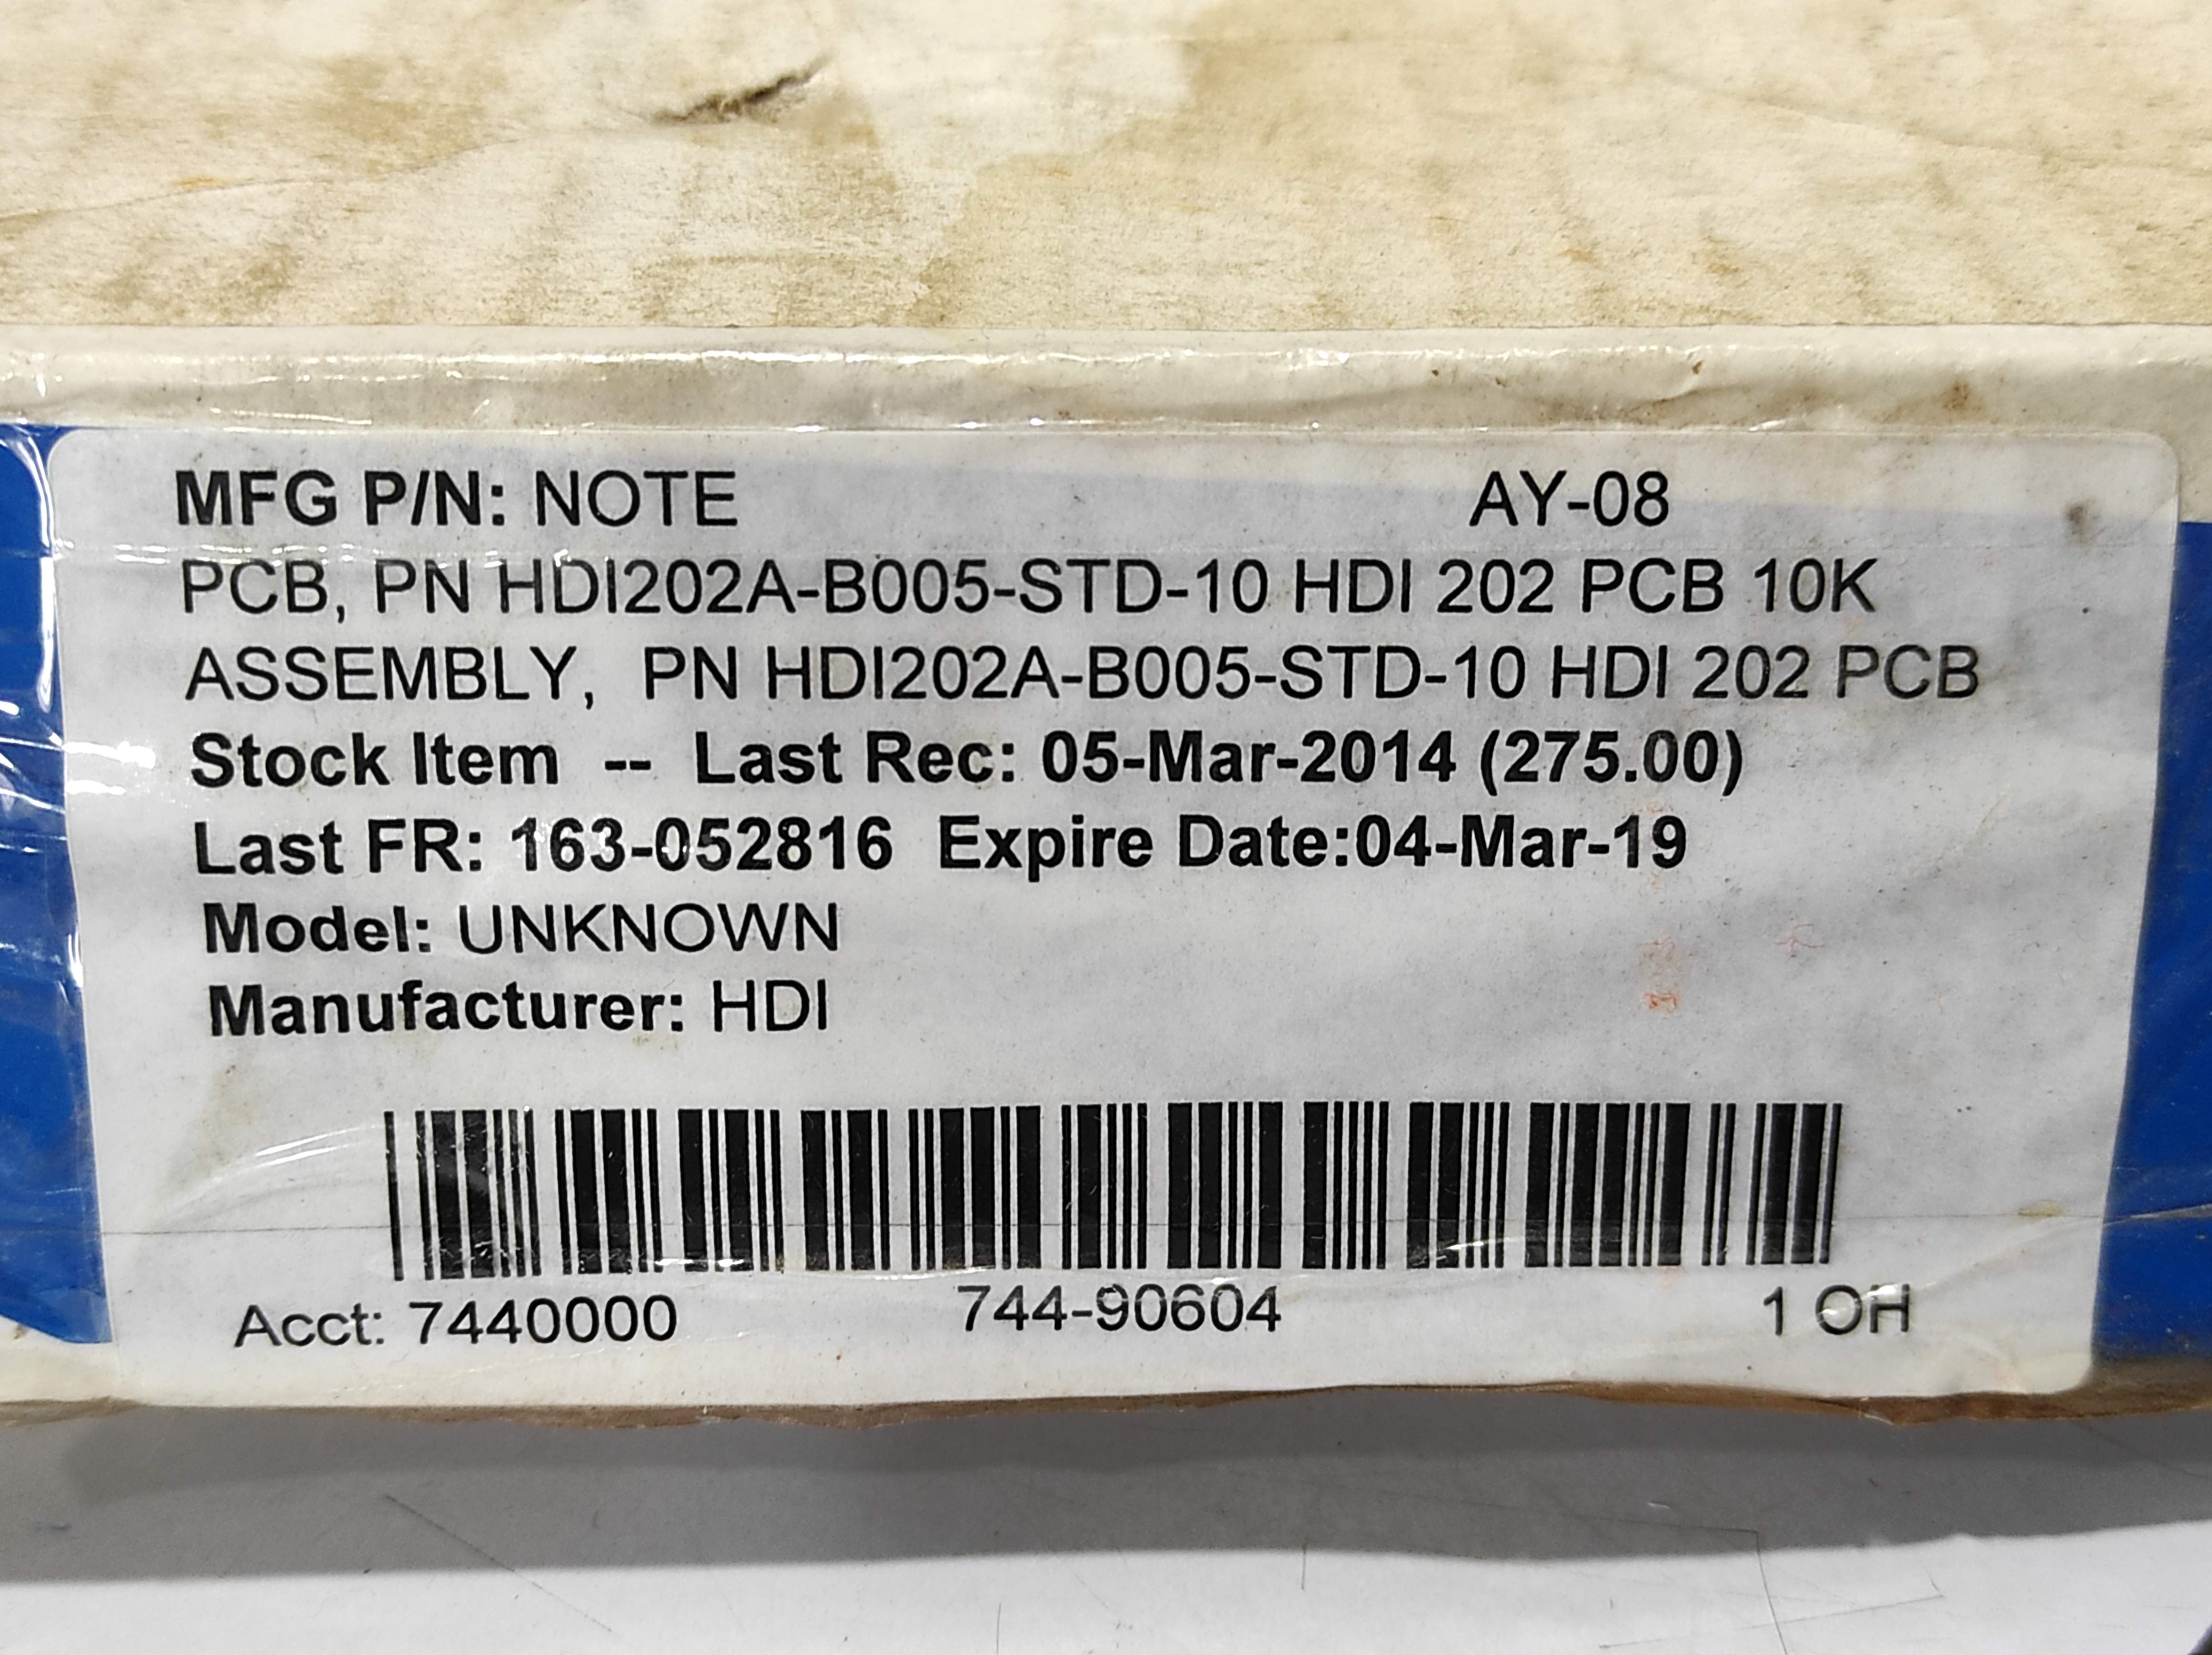 MFG P/N: NOTE AY-08
PCB, PN HDI202A-B005-STD-10 HDI 202 PCB 10K
ASSEMBLY, PN HDI202A-B005-STD-10 HDI 202 PCB
Stock Item -- Last Rec: 05-Mar-2014 (275.00)
Last FR: 163-052816 Expire Date:04-Mar-19
Model: UNKNOWN
Manufacturer: HDI
Acct: 7440000 744-90604 1 OH